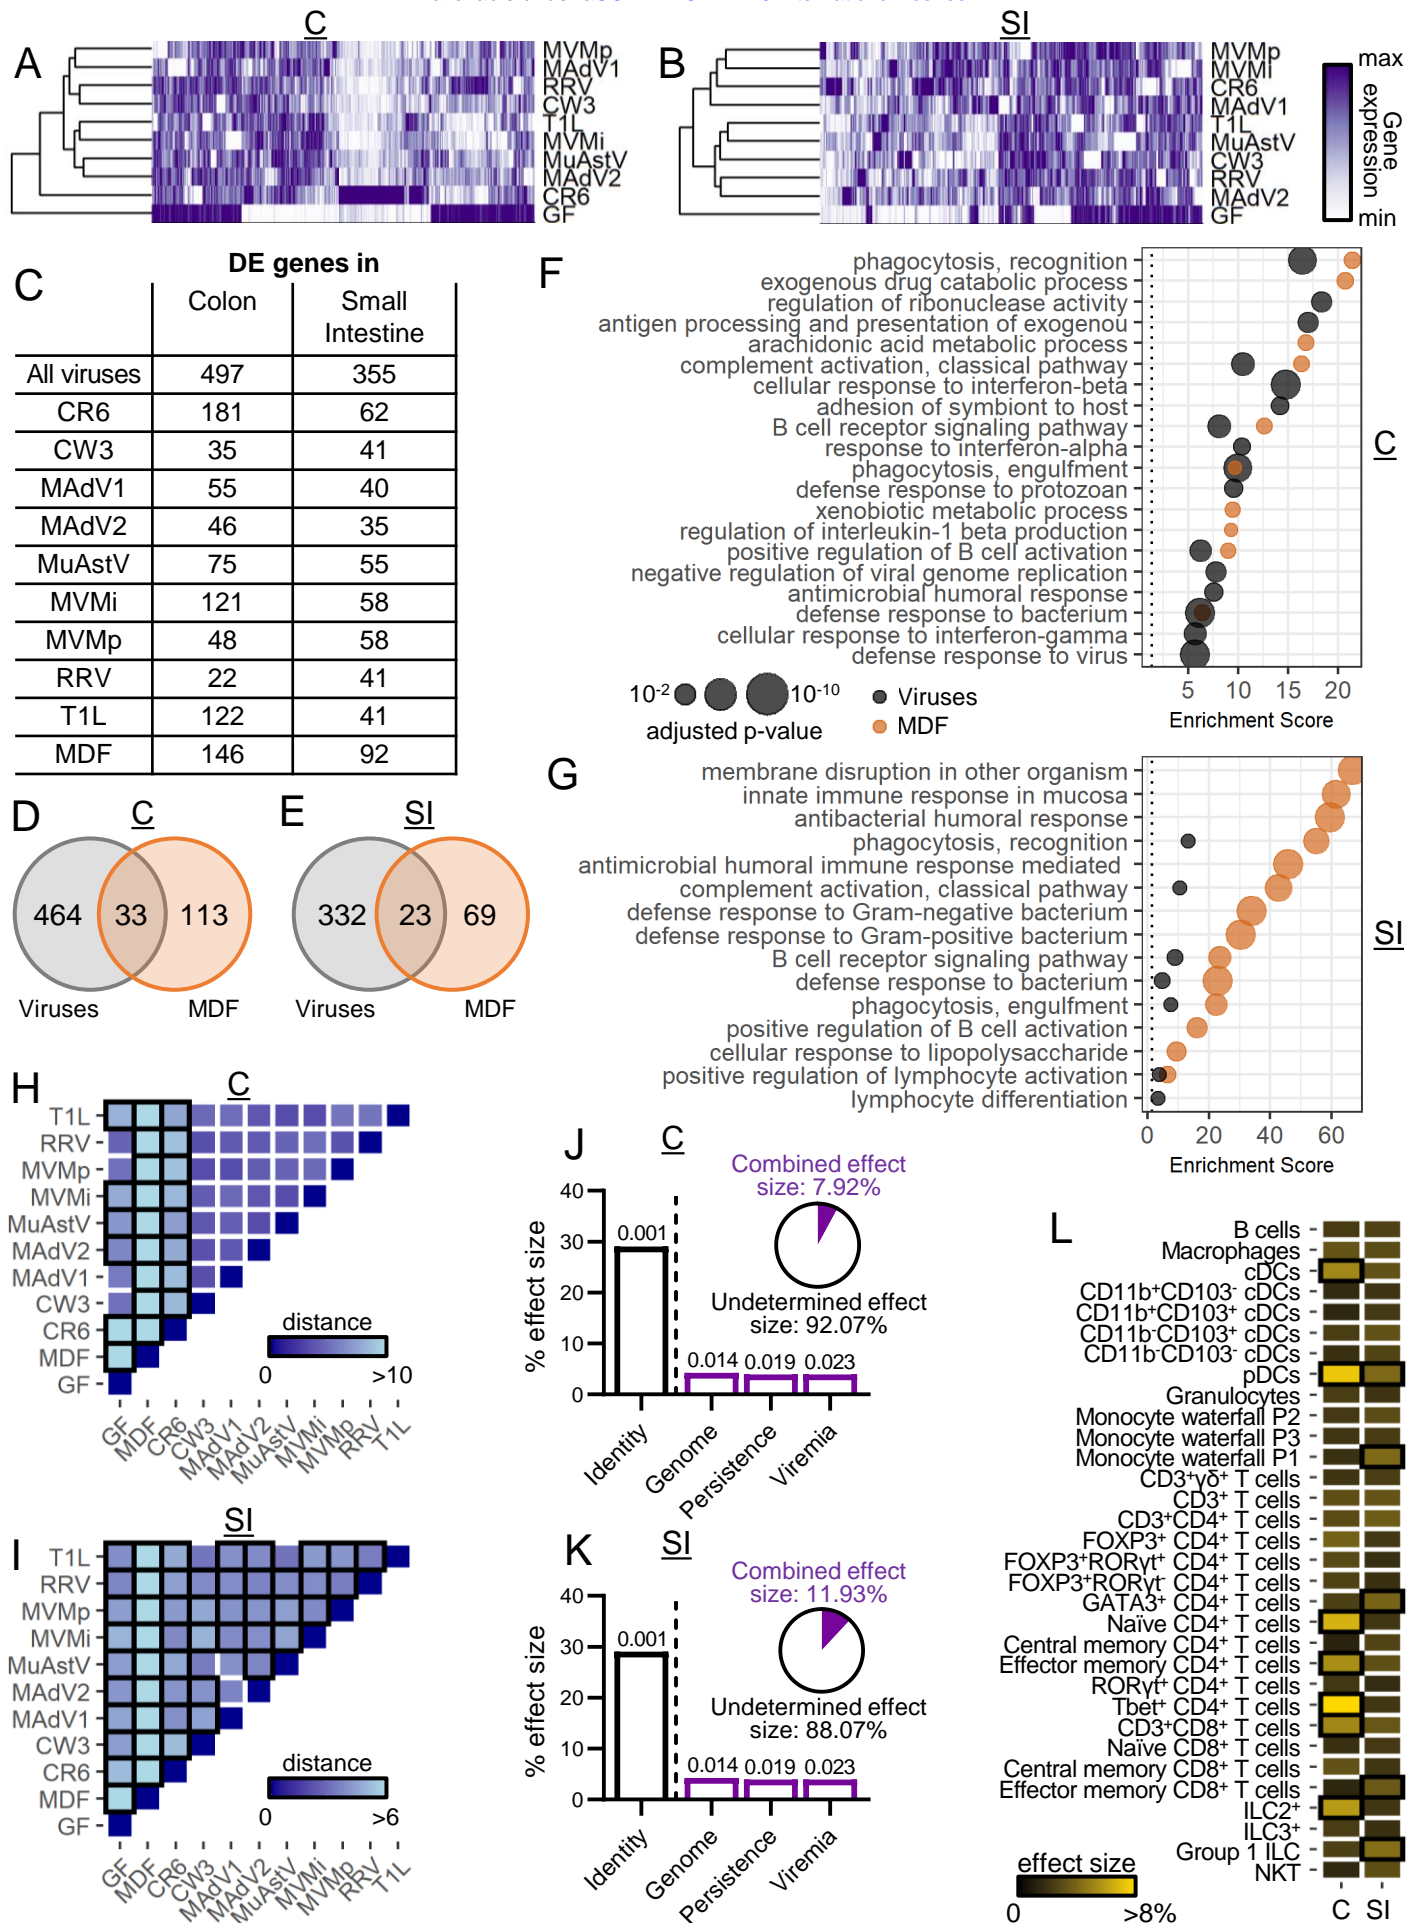 C
SI
A
MVMp
MAdV1
RRV
CW3
T1L
MVMi
MuAstV
MAdV2
CR6
GF
B
MVMp
MVMi
CR6
MAdV1
T1L
MuAstV
CW3
RRV
MAdV2
GF
max
Gene
expression
min
C
DE genes in
Colon Small
Intestine
All viruses 497 355
CR6 181 62
CW3 35 41
MAdV1 55 40
MAdV2 46 35
MuAstV 75 55
MVMi 121 58
MVMp 48 58
RRV 22 41
T1L 122 41
MDF 146 92
D C
464 33 113
Viruses MDF
E SI
332 23 69
Viruses MDF
F
phagocytosis, recognition
exogenous drug catabolic process
regulation of ribonuclease activity
antigen processing and presentation of exogenou
arachidonic acid metabolic process
complement activation, classical pathway
cellular response to interferon-beta
adhesion of symbiont to host
B cell receptor signaling pathway
response to interferon-alpha
phagocytosis, engulfment
defense response to protozoan
xenobiotic metabolic process
regulation of interleukin-1 beta production
positive regulation of B cell activation
negative regulation of viral genome replication
antimicrobial humoral response
defense response to bacterium
cellular response to interferon-gamma
defense response to virus
C
5 10 15 20
Enrichment Score
10-2 10-10
adjusted p-value
Viruses
MDF
G
membrane disruption in other organism
innate immune response in mucosa
antibacterial humoral response
phagocytosis, recognition
antimicrobial humoral immune response mediated
complement activation, classical pathway
defense response to Gram-negative bacterium
defense response to Gram-positive bacterium
B cell receptor signaling pathway
defense response to bacterium
phagocytosis, engulfment
positive regulation of B cell activation
cellular response to lipopolysaccharide
positive regulation of lymphocyte activation
lymphocyte differentiation
SI
0 20 40 60
Enrichment Score
H
C
T1L
RRV
MVMp
MVMi
MuAstV
MAdV2
MAdV1
CW3
CR6
MDF
GF
distance
0 >10
GF MDF CR6 CW3 MAdV1 MAdV2 MuAstV MVMi MVMp RRV T1L
I
SI
T1L
RRV
MVMp
MVMi
MuAstV
MAdV2
MAdV1
CW3
CR6
MDF
GF
distance
0 >6
GF MDF CR6 CW3 MAdV1 MAdV2 MuAstV MVMi MVMp RRV T1L
J
C
Combined effect
size: 7.92%
Undetermined effect
size: 92.07%
% effect size
40
30
20
10
0
0.001
0.014 0.019 0.023
Identity Genome Persistence Viremia
K
SI
Combined effect
size: 11.93%
Undetermined effect
size: 88.07%
% effect size
40
30
20
10
0
0.001
0.014 0.019 0.023
Identity Genome Persistence Viremia
L
B cells
Macrophages
cDCs
CD11b+CD103- cDCs
CD11b+CD103+ cDCs
CD11b-CD103+ cDCs
CD11b-CD103- cDCs
pDCs
Granulocytes
Monocyte waterfall P2
Monocyte waterfall P3
Monocyte waterfall P1
CD3+γδ+ T cells
CD3+ T cells
CD3+CD4+ T cells
FOXP3+ CD4+ T cells
FOXP3+RORγt+ CD4+ T cells
FOXP3+RORγt- CD4+ T cells
GATA3+ CD4+ T cells
Naïve CD4+ T cells
Central memory CD4+ T cells
Effector memory CD4+ T cells
RORγt+ CD4+ T cells
Tbet+ CD4+ T cells
CD3+CD8+ T cells
Naïve CD8+ T cells
Central memory CD8+ T cells
Effector memory CD8+ T cells
ILC2+
ILC3+
Group 1 ILC
NKT
effect size
0 >8%
C SI